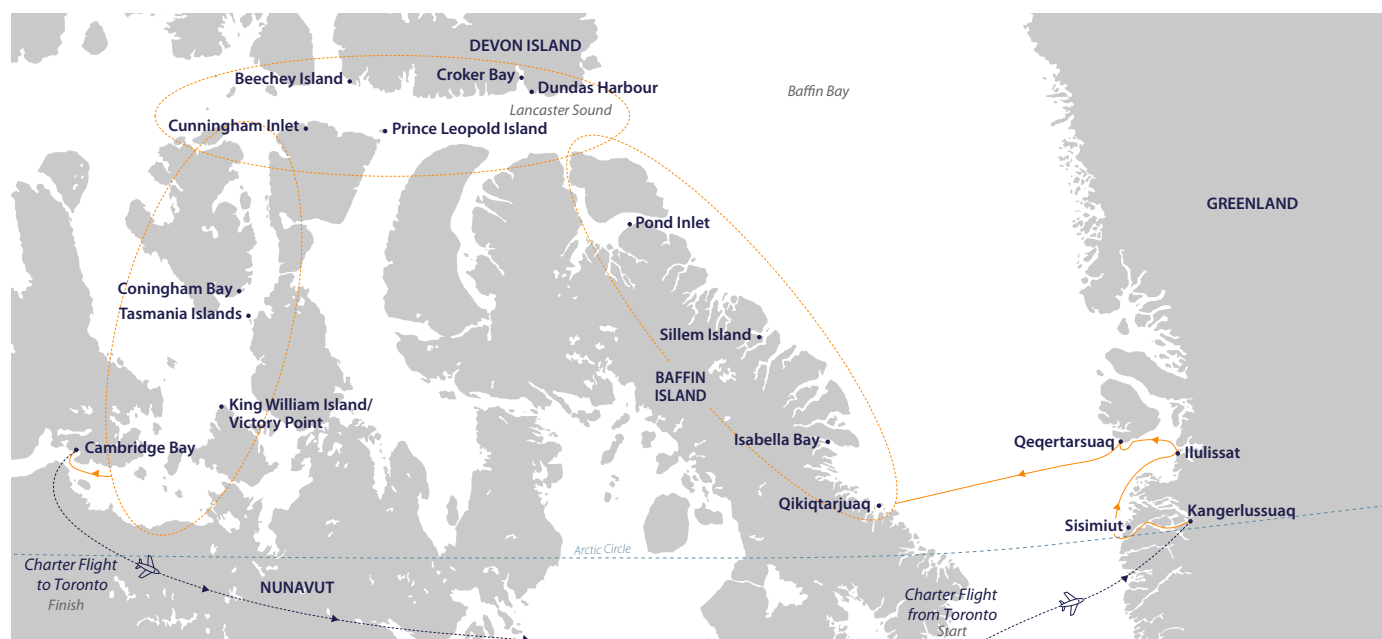 DEVON ISLAND
Beechey Island
Croker Bay
Dundas Harbour
Baffin Bay
Lancaster Sound
Cunningham Inlet
Prince Leopold Island
GREENLAND
Pond Inlet
Coningham Bay
Tasmania Islands
Sillem Island
BAFFIN
ISLAND
King William Island/
Victory Point
Cambridge Bay
Isabella Bay
Qeqertarsuaq
Ilulissat
Qikiqtarjuaq
Kangerlussuaq
Sisimiut
Arctic Circle
Charter Flight
to Toronto
Finish
NUNAVUT
Charter Flight
from Toronto
Start